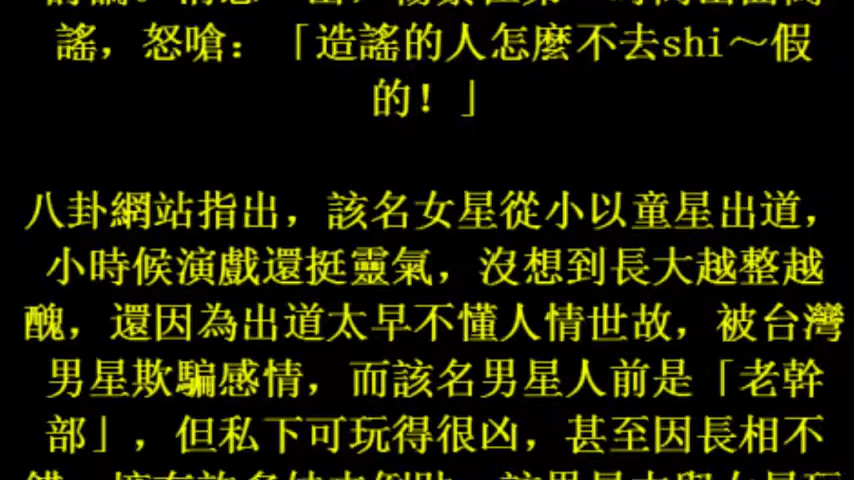 謠，怒嗆：「造謠的人怎麼不去shi～假
的！」
八卦網站指出，該名女星從小以童星出道，
小時候演戲還挺靈氣，沒想到長大越整越
醜，還因為出道太早不懂人情世故，被台灣
男星欺騙感情，而該名男星人前是「老幹
部」，但私下可玩得很凶，甚至因長相不